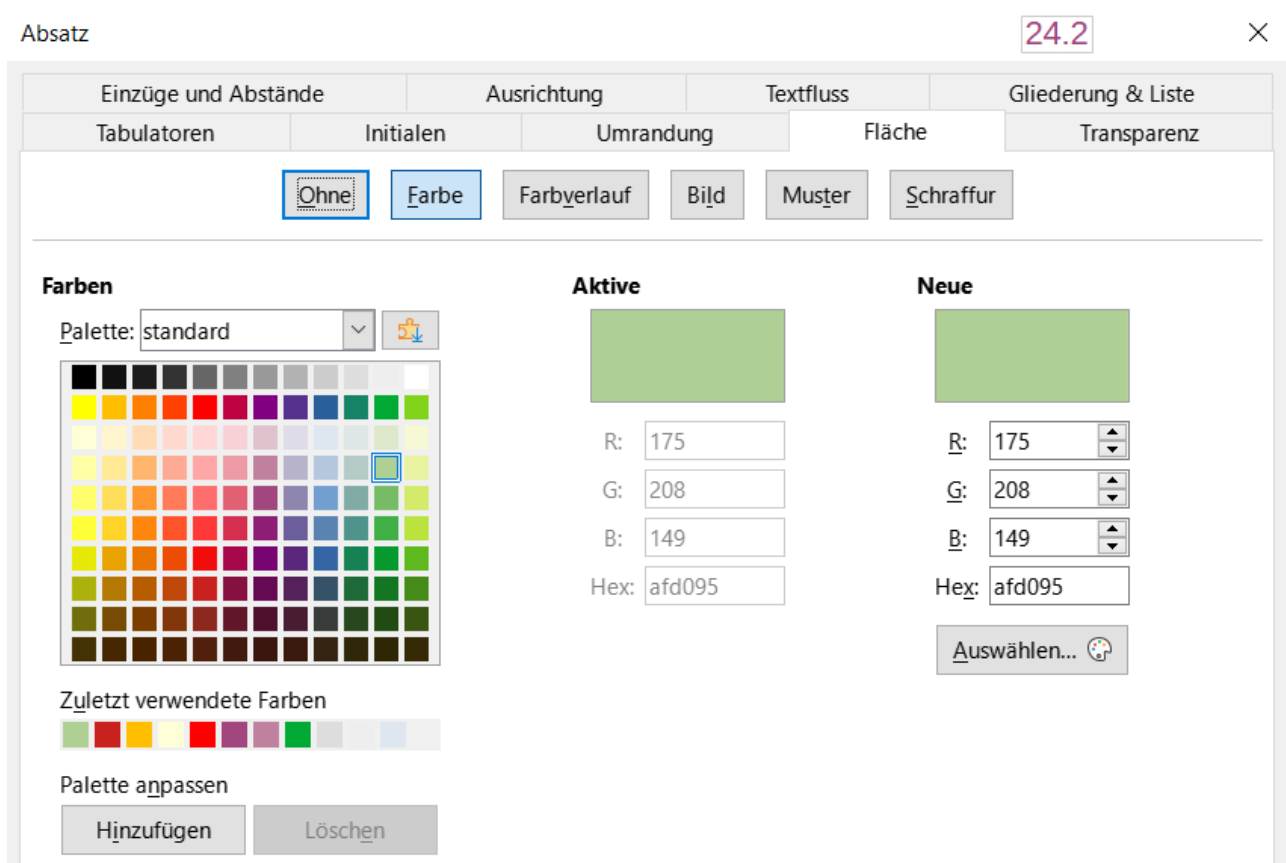 Absatz 24.2
Einzüge und Abstände Ausrichtung Textfluss Gliederung & Liste
Tabulatoren Initialen Umrandung Fläche Transparenz
Ohne Farbe Farbverlauf Bild Muster Schraffur
Farben Aktive Neue
Palette: standard
R: 175 R: 175
G: 208 G: 208
B: 149 B: 149
Hex: afd095 Hex: afd095
Auswählen...
Zuletzt verwendete Farben
Palette anpassen
Hinzufügen Löschen